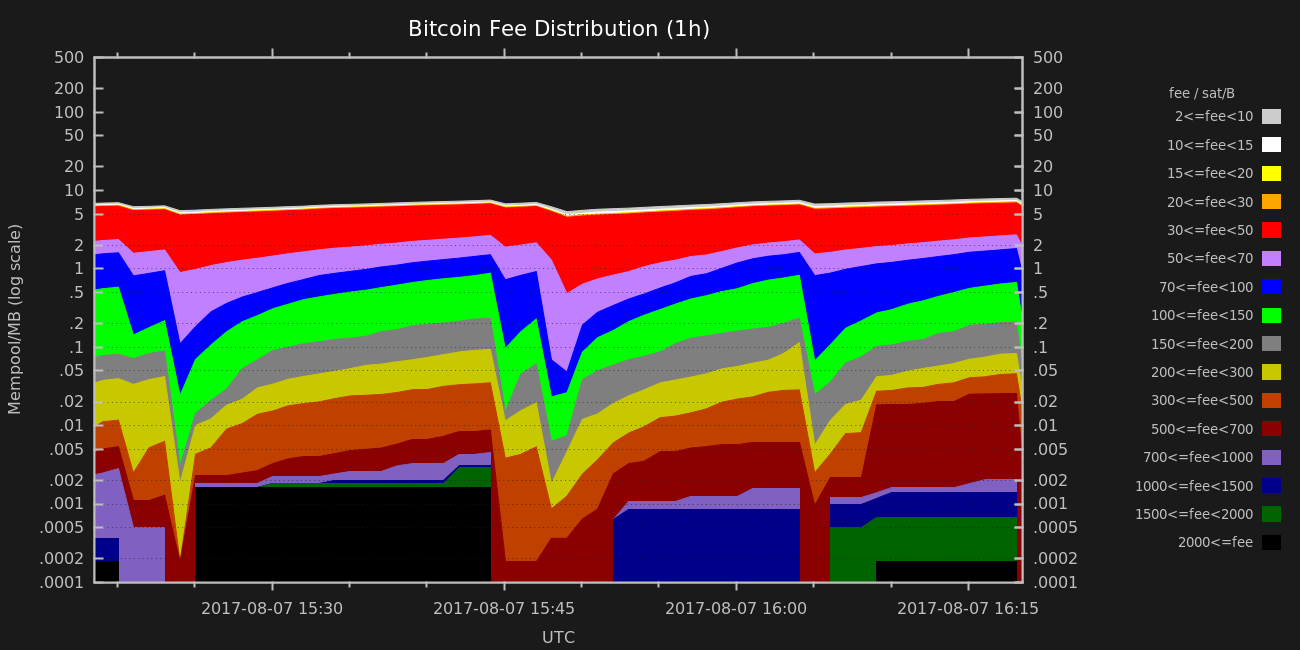 Bitcoin Fee Distribution (1h)
500 500
200 200
100 100
50 50
20 20
10 10
5 5
2 2
1 1
.5 .5
.2 .2
.1 .1
.05 .05
.02 .02
.01 .01
.005 .005
.002 .002
.001 .001
.0005 .0005
.0002 .0002
.0001 .0001
Mempool/MB (log scale)
2017-08-07 15:30 2017-08-07 15:45 2017-08-07 16:00 2017-08-07 16:15
UTC
fee / sat/B
2<=fee<10
10<=fee<15
15<=fee<20
20<=fee<30
30<=fee<50
50<=fee<70
70<=fee<100
100<=fee<150
150<=fee<200
200<=fee<300
300<=fee<500
500<=fee<700
700<=fee<1000
1000<=fee<1500
1500<=fee<2000
2000<=fee